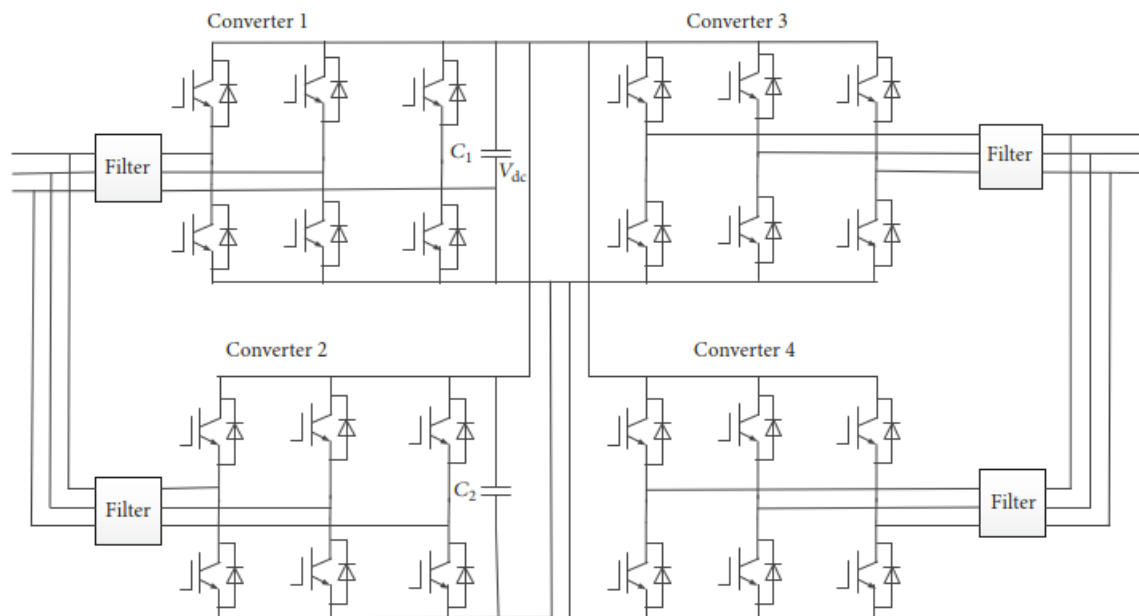 Converter 1
Converter 3
Filter
C1
Vdc
Filter
Converter 2
Converter 4
Filter
C2
Filter